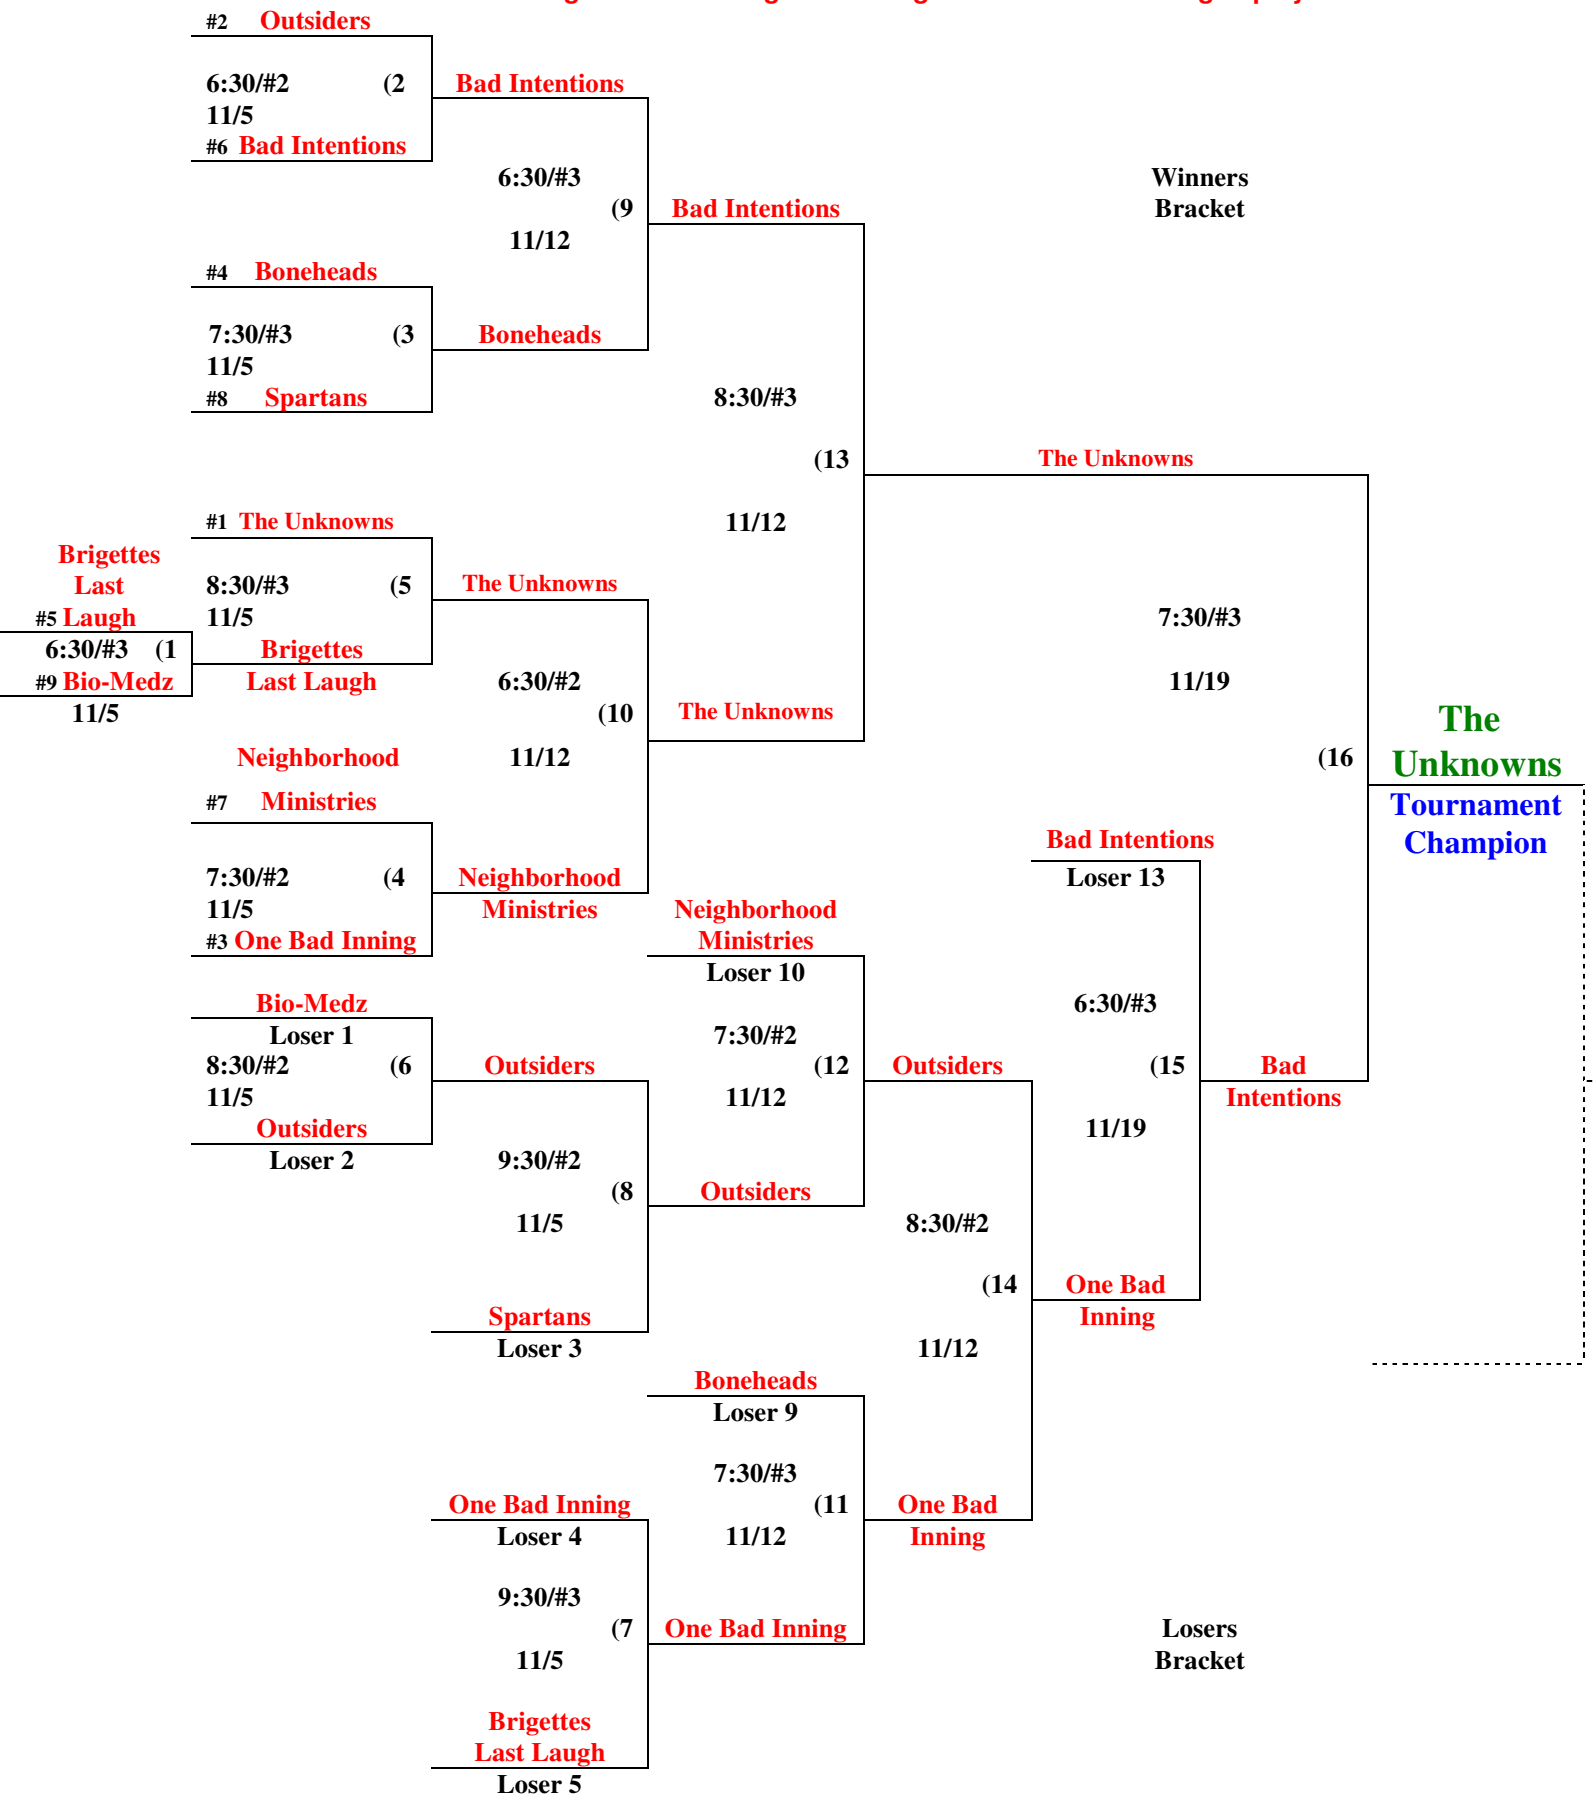 #2 Outsiders
6:30/#2 (2
11/5
#6 Bad Intentions
Bad Intentions
6:30/#3
(9
11/12
#4 Boneheads
7:30/#3 (3
11/5
#8 Spartans
Boneheads
Bad Intentions
Winners
Bracket
8:30/#3
(13
11/12
The Unknowns
#1 The Unknowns
Brigettes
Last
#5 Laugh
6:30/#3 (1
#9 Bio-Medz
11/5
8:30/#3 (5
11/5
Brigettes
Last Laugh
The Unknowns
6:30/#2
(10
11/12
The Unknowns
Neighborhood
#7 Ministries
7:30/#2 (4
11/5
#3 One Bad Inning
Neighborhood
Ministries
7:30/#3
11/19
(16
The
Unknowns
Tournament
Champion
Bio-Medz
Loser 1
8:30/#2 (6
11/5
Outsiders
Loser 2
Outsiders
9:30/#2
(8
11/5
Spartans
Loser 3
Neighborhood
Ministries
Loser 10
7:30/#2
(12
11/12
Outsiders
Outsiders
8:30/#2
(14
11/12
Bad Intentions
Loser 13
6:30/#3
(15
11/19
Bad
Intentions
One Bad
Inning
Boneheads
Loser 9
7:30/#3
(11
11/12
One Bad
Inning
One Bad Inning
Loser 4
9:30/#3
(7
11/5
One Bad Inning
Brigettes
Last Laugh
Loser 5
Losers
Bracket